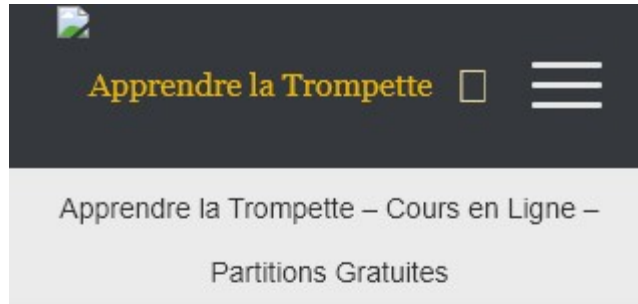 Apprendre la Trompette
Apprendre la Trompette – Cours en Ligne –
Partitions Gratuites